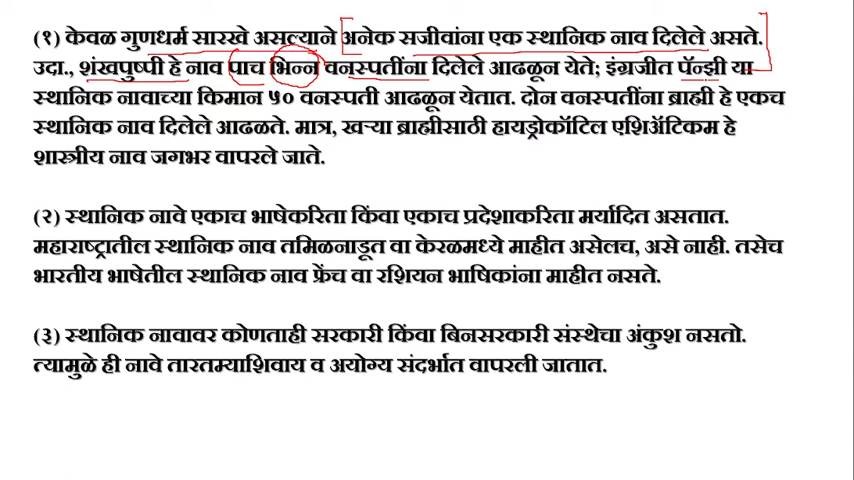 (१) केवळ गुणधर्म सारखे असल्याने अनेक सजीवांना एक स्थानिक नाव दिलेले असते.
उदा., शंखपुष्पी हे नाव पाच भिन्न वनस्पतींना दिलेले आढळून येते; इंग्रजीत पॅन्झी या
स्थानिक नावाच्या किमान ५० वनस्पती आढळून येतात. दोन वनस्पतींना ब्राह्मी हे एकच
स्थानिक नाव दिलेले आढळते. मात्र, खऱ्या ब्राह्मीसाठी हायड्रोकॉटिल एशिॲटिकम हे
शास्त्रीय नाव जगभर वापरले जाते.
(२) स्थानिक नावे एकाच भाषेकरिता किंवा एकाच प्रदेशाकरिता मर्यादित असतात.
महाराष्ट्रातील स्थानिक नाव तमिळनाडूत वा केरळमध्ये माहीत असेलच, असे नाही. तसेच
भारतीय भाषेतील स्थानिक नाव फ्रेंच वा रशियन भाषिकांना माहीत नसते.
(३) स्थानिक नावावर कोणताही सरकारी किंवा बिनसरकारी संस्थेचा अंकुश नसतो.
त्यामुळे ही नावे तारतम्याशिवाय व अयोग्य संदर्भात वापरली जातात.